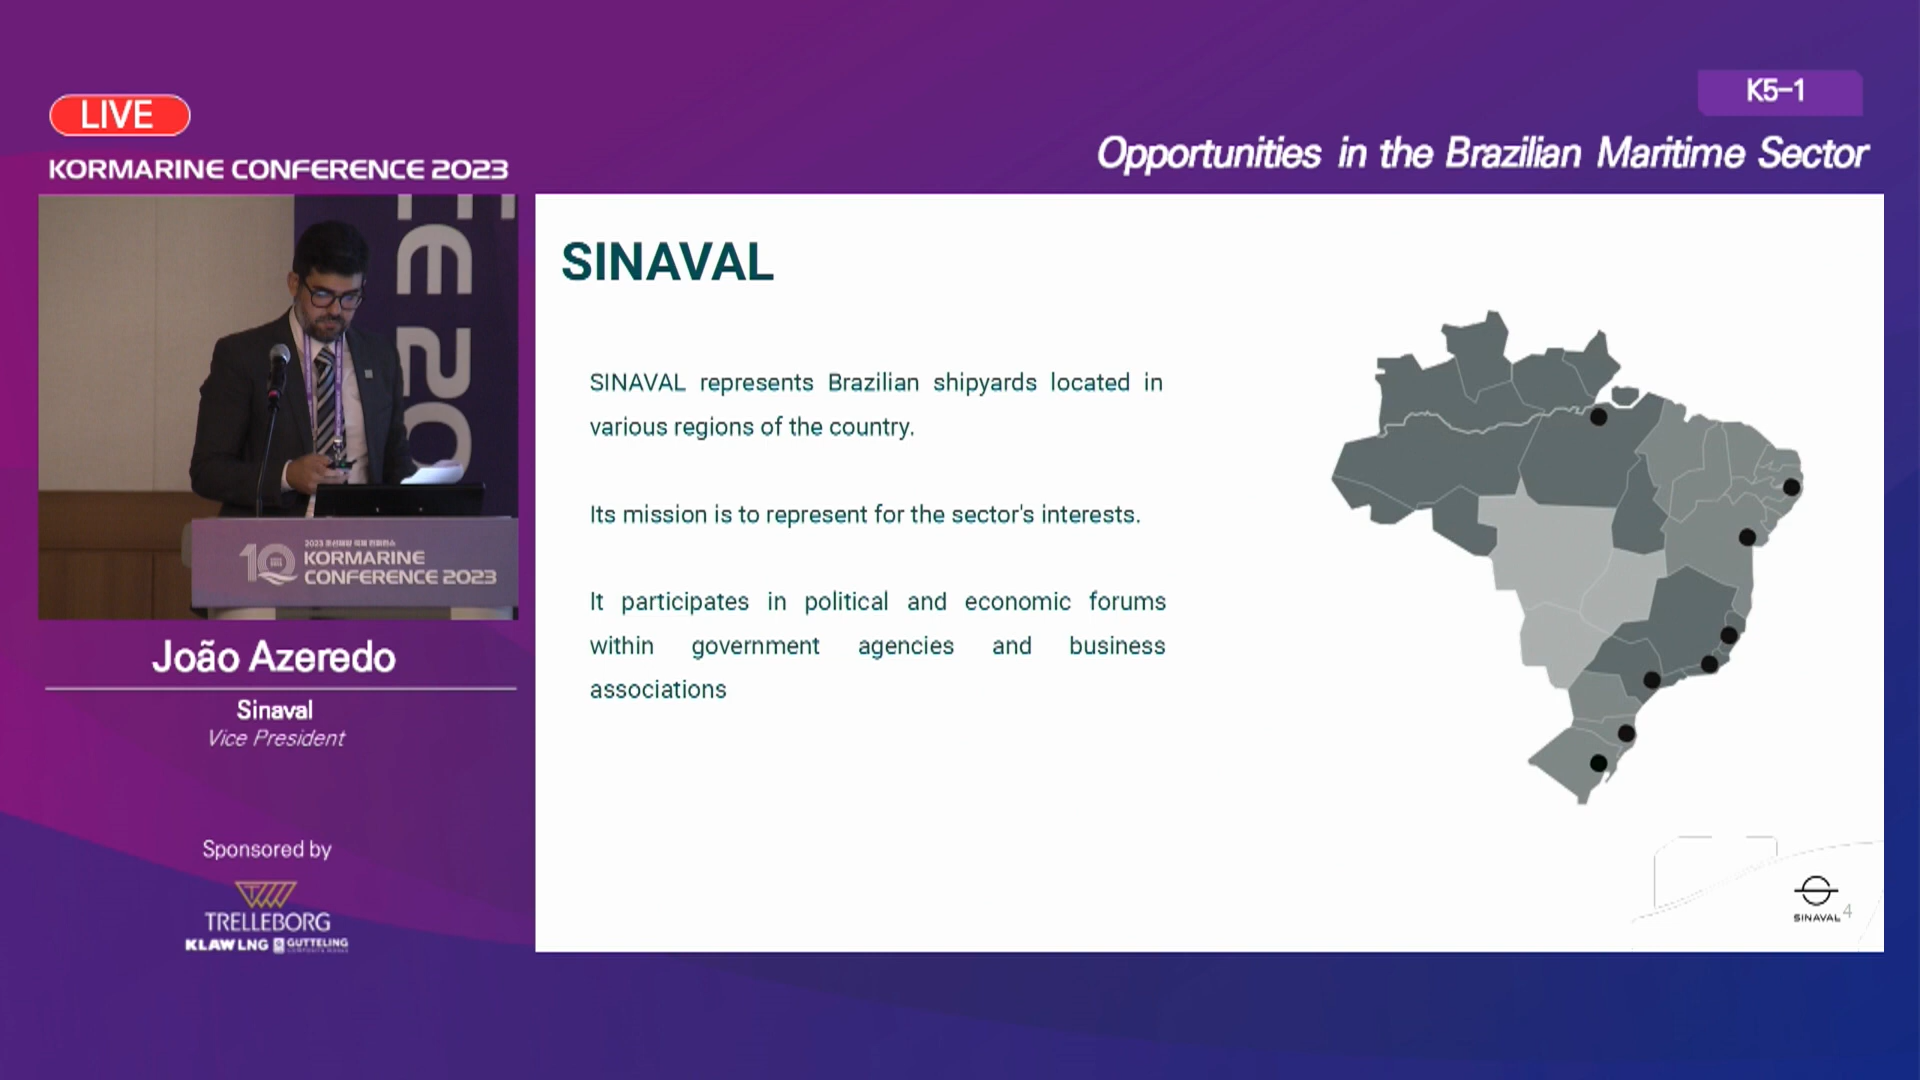 LIVE
K5-1
KORMARINE CONFERENCE 2023
Opportunities in the Brazilian Maritime Sector
SINAVAL
SINAVAL represents Brazilian shipyards located in
various regions of the country.
Its mission is to represent for the sector's interests.
It participates in political and economic forums
within government agencies and business
associations
SINAVAL 4
E 20
10
KORMARINE
CONFERENCE 2023
João Azeredo
Sinaval
Vice President
Sponsored by
TRELLEBORG
KLAW LNG GUTTELING